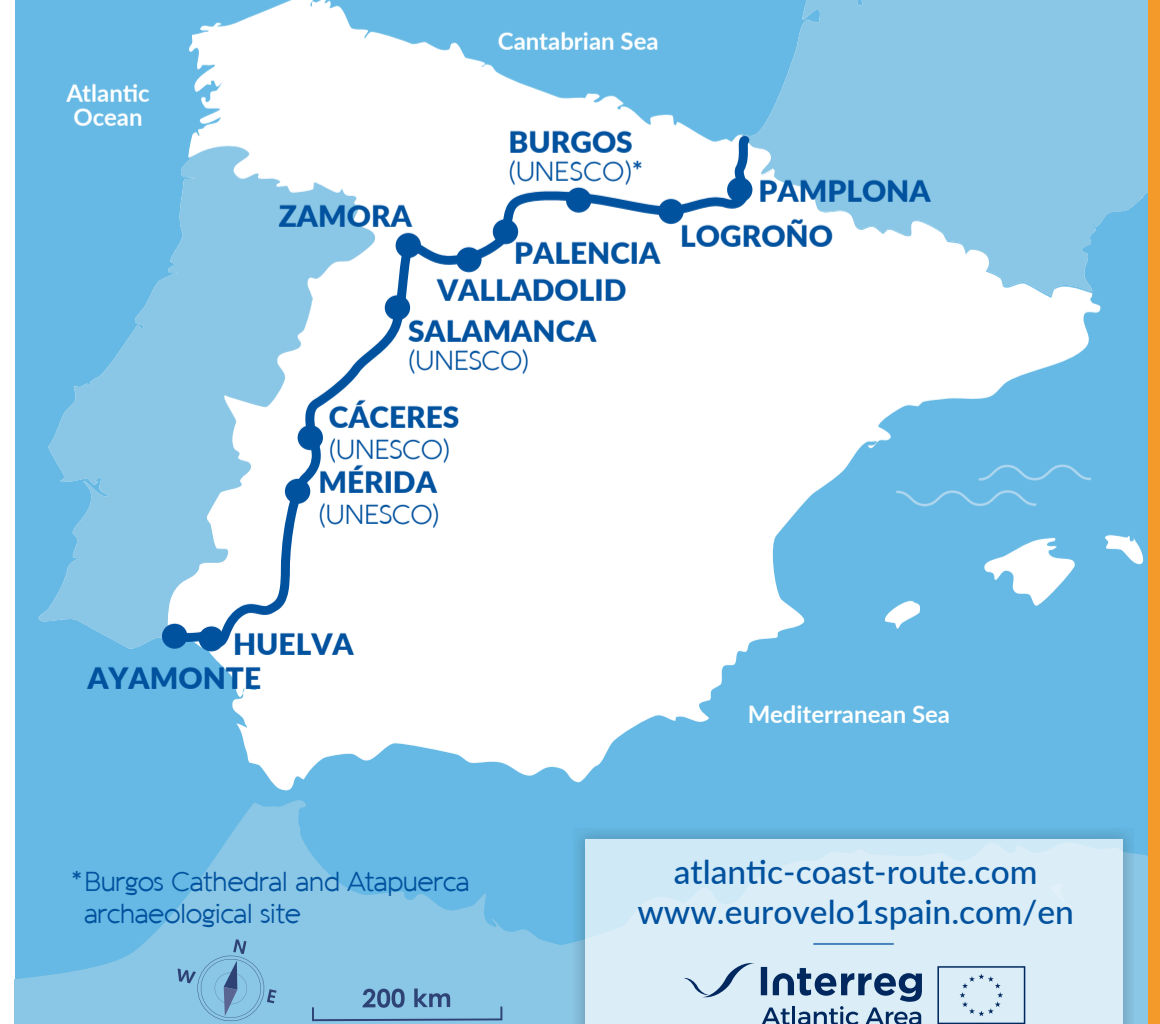 Cantabrian Sea
Atlantic
Ocean
BURGOS
(UNESCO)*
PAMPLONA
ZAMORA
LOGROÑO
PALENCIA
VALLADOLID
SALAMANCA
(UNESCO)
CÁCERES
(UNESCO)
MÉRIDA
(UNESCO)
HUELVA
AYAMONTE
Mediterranean Sea
*Burgos Cathedral and Atapuerca
archaeological site
N
W
E
200 km
atlantic-coast-route.com
www.eurovelo1spain.com/en
Interreg
Atlantic Area